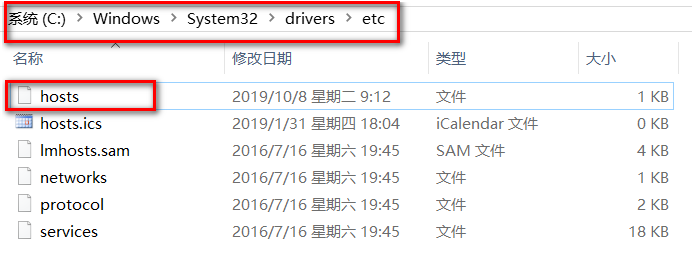 系统 (C:) > Windows > System32 > drivers > etc
名称 修改日期 类型 大小
hosts 2019/10/8 星期二 9:12 文件 1 KB
hosts.ics 2019/1/31 星期四 18:04 iCalendar 文件 0 KB
lmhosts.sam 2016/7/16 星期六 19:45 SAM 文件 4 KB
networks 2016/7/16 星期六 19:45 文件 1 KB
protocol 2016/7/16 星期六 19:45 文件 2 KB
services 2016/7/16 星期六 19:45 文件 18 KB